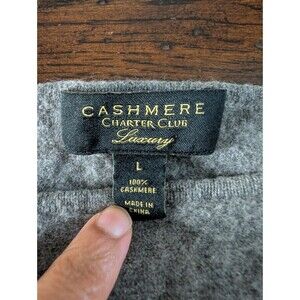 CASHMERE
CHARTER CLUB
Luxury
L
100%
CASHMERE
MADE IN
CHINA